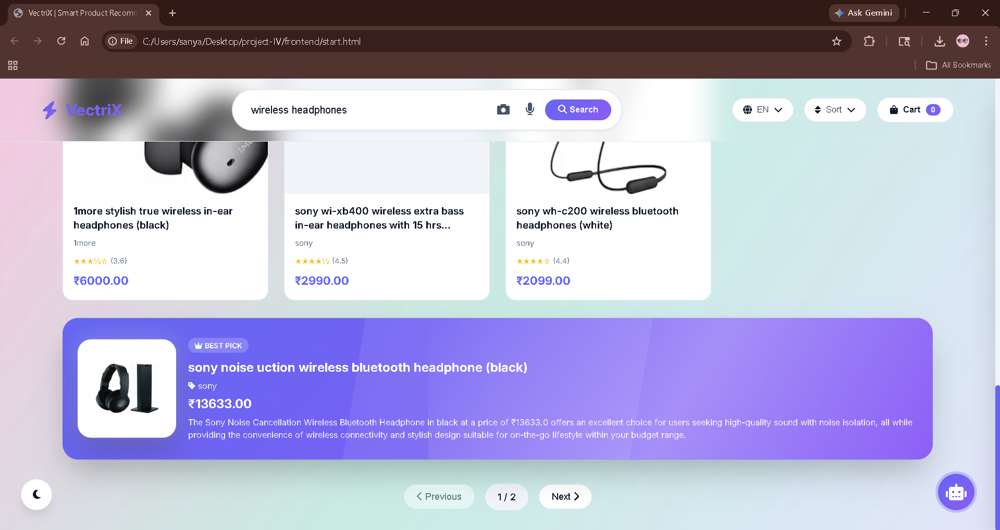 VectriX | Smart Product Recomm
Ask Gemini
File
C:/Users/sanya/Desktop/project-IV/frontend/start.html
All Bookmarks
VectriX
wireless headphones
Search
EN
Sort
Cart 0
1MORE
1more stylish true wireless in-ear
headphones (black)
1more
★★★½☆ (3.6)
₹6000.00
sony wi-xb400 wireless extra bass
in-ear headphones with 15 hrs...
sony
★★★★½ (4.5)
₹2990.00
sony wh-c200 wireless bluetooth
headphones (white)
sony
★★★★☆ (4.4)
₹2099.00
BEST PICK
sony noise uction wireless bluetooth headphone (black)
sony
₹13633.00
The Sony Noise Cancellation Wireless Bluetooth Headphone in black at a price of ₹13633.0 offers an excellent choice for users seeking high-quality sound with noise isolation, all while
providing the convenience of wireless connectivity and stylish design suitable for on-the-go lifestyle within your budget range.
Previous
1 / 2
Next